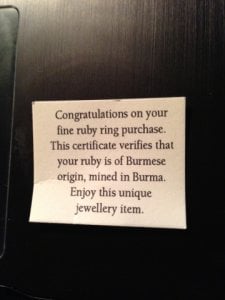 Congratulations on your
fine ruby ring purchase.
This certificate verifies that
your ruby is of Burmese
origin, mined in Burma.
Enjoy this unique
jewellery item.